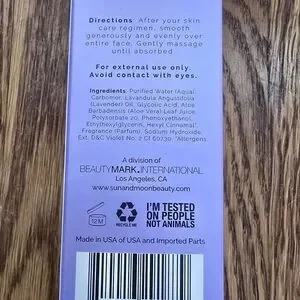 Directions: After your skin
care regimen, smooth
generously and evenly over
entire face. Gently massage
until absorbed
For external use only.
Avoid contact with eyes.
Ingredients: Purified Water (Aqua),
Carbomer, Lavandula Angustidolia
(Lavender) Oil, Glycolic Acid, Aloe
Berbadensis (Aloe Vera) Leaf Juice,
Polysorbate 20, Phenoxyethanol,
Ethylhexylglycerin, Hexyl Cinnamal*,
Fragrance (Parfum), Sodium Hydroxide,
Ext. D&C Violet No. 2 CI 60730. *Allergens
A division of
BEAUTYMARK.INTERNATIONAL
Los Angeles, CA
www.sunandmoonbeauty.com
12M
RECYCLE ME
I'M TESTED
ON PEOPLE
NOT ANIMALS
Made in USA of USA and Imported Parts